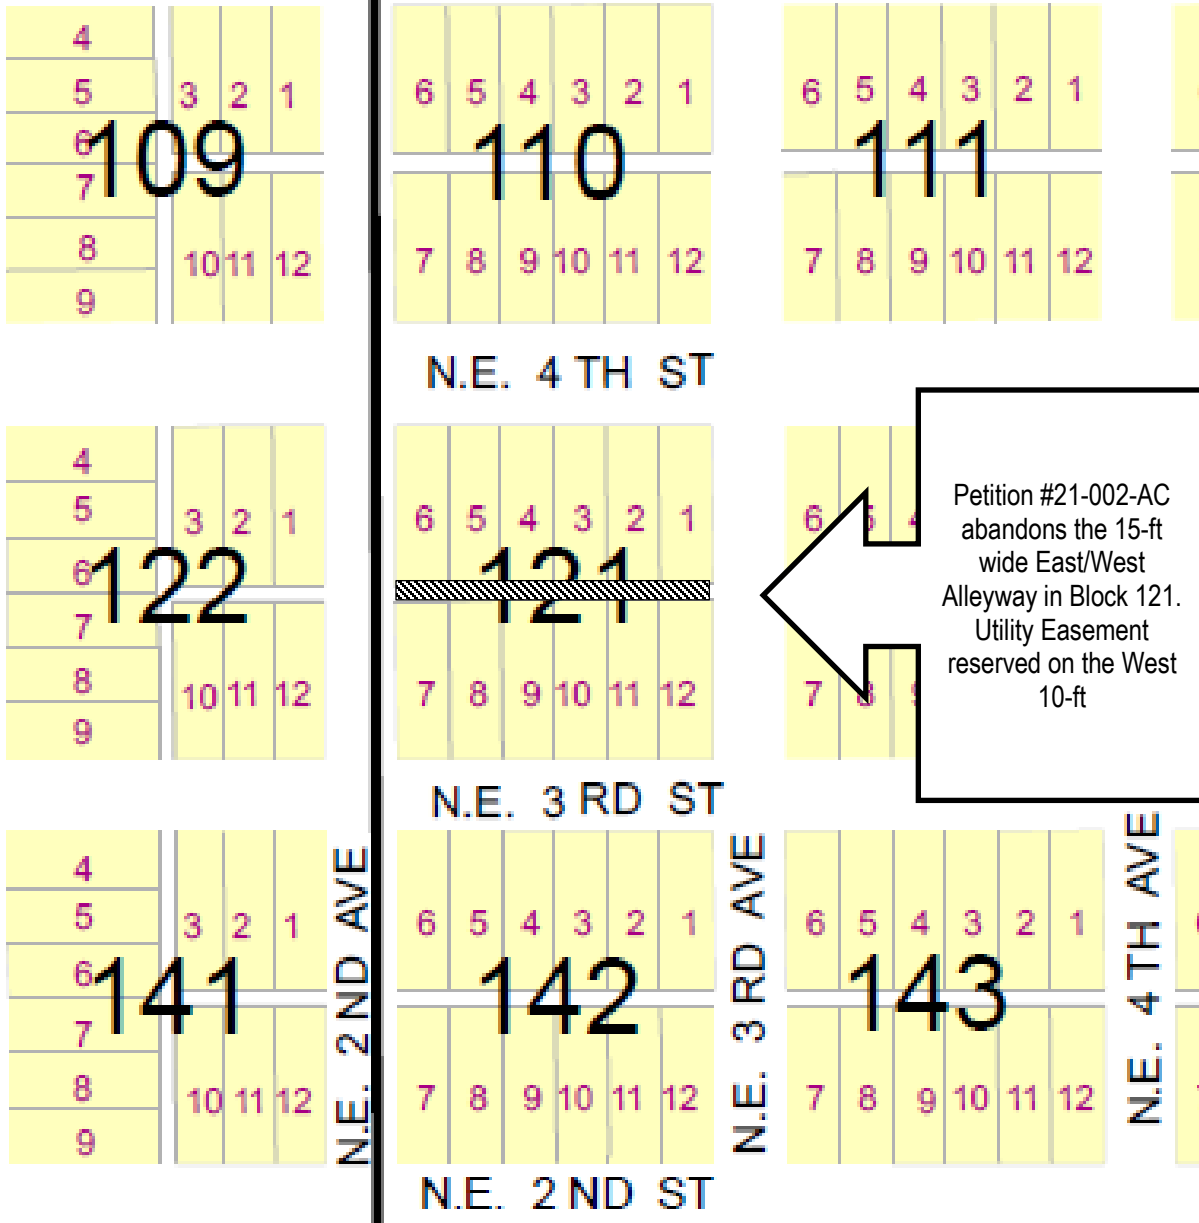 4
5 3 2 1
6
109
7
8 10 11 12
9
6 5 4 3 2 1
110
7 8 9 10 11 12
6 5 4 3 2 1
111
7 8 9 10 11 12
N.E. 4 TH ST
4
5 3 2 1
6
122
7
8 10 11 12
9
6 5 4 3 2 1
121
7 8 9 10 11 12
6
7 8
Petition #21-002-AC
abandons the 15-ft
wide East/West
Alleyway in Block 121.
Utility Easement
reserved on the West
10-ft
N.E. 3 RD ST
4
5 3 2 1
6
141
7
8 10 11 12
9
N.E. 2 ND AVE
6 5 4 3 2 1
142
7 8 9 10 11 12
N.E. 3 RD AVE
6 5 4 3 2 1
143
7 8 9 10 11 12
N.E. 4 TH AVE
N.E. 2 ND ST